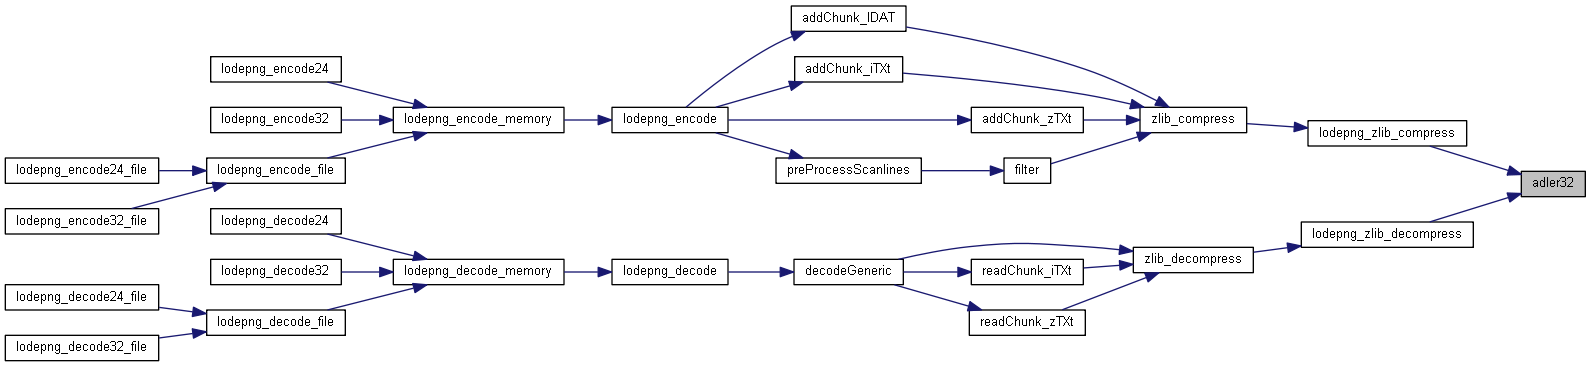 addChunk_IDAT
lodepng_encode24
addChunk_iTXt
lodepng_encode32
lodepng_encode_memory
lodepng_encode
addChunk_zTXt
zlib_compress
lodepng_zlib_compress
lodepng_encode24_file
lodepng_encode_file
preProcessScanlines
filter
adler32
lodepng_encode32_file
lodepng_decode24
lodepng_zlib_decompress
lodepng_decode32
lodepng_decode_memory
lodepng_decode
decodeGeneric
readChunk_iTXt
zlib_decompress
lodepng_decode24_file
lodepng_decode_file
readChunk_zTXt
lodepng_decode32_file